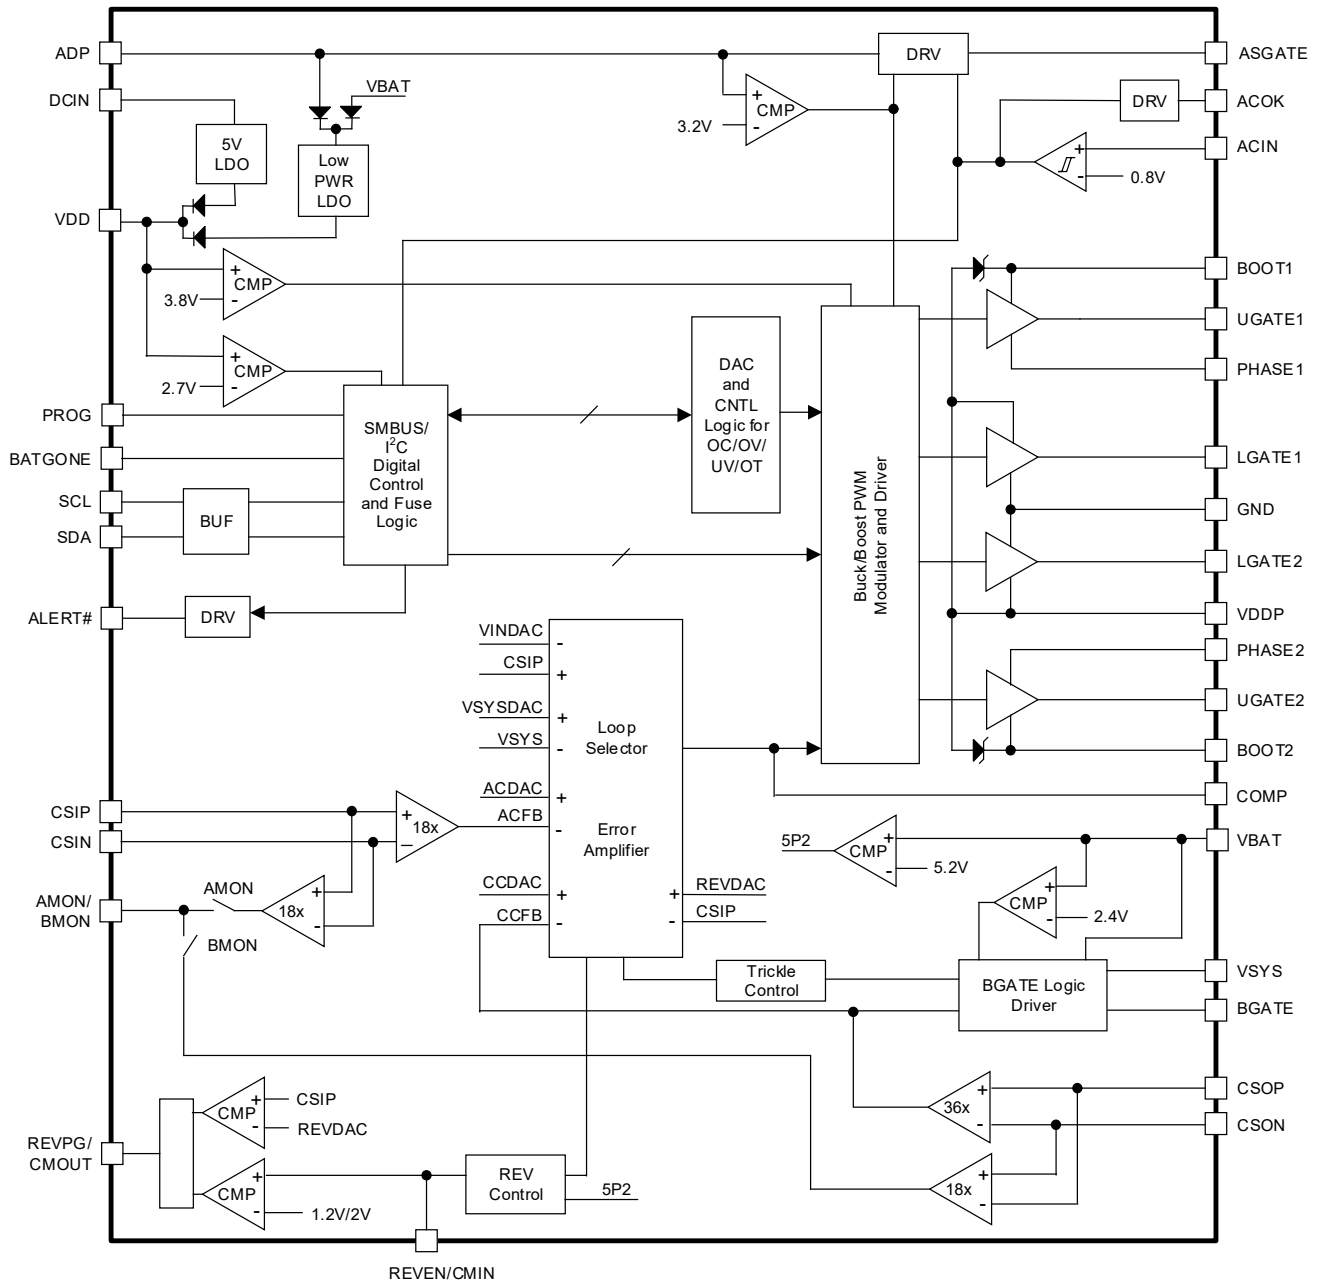 ADP
DCIN
VDD
PROG
BATGONE
SCL
SDA
ALERT#
CSIP
CSIN
AMON/
BMON
REVPG/
CMOUT
REVEN/CMIN
ASGATE
ACOK
ACIN
BOOT1
UGATE1
PHASE1
LGATE1
GND
LGATE2
VDDP
PHASE2
UGATE2
BOOT2
COMP
VBAT
VSYS
BGATE
CSOP
CSON
VBAT
5V
LDO
Low
PWR
LDO
+
-
CMP
3.2V
DRV
DRV
+
-
0.8V
+
-
CMP
3.8V
+
-
CMP
2.7V
SMBUS/
I²C
Digital
Control
and Fuse
Logic
BUF
DRV
DAC
and
CNTL
Logic for
OC/OV/
UV/OT
Buck/Boost PWM
Modulator and Driver
VINDAC
-
CSIP
+
VSYSDAC
+
VSYS
-
ACDAC
+
ACFB
-
CCDAC
+
CCFB
-
Loop
Selector
Error
Amplifier
+
REVDAC
-
CSIP
+
–
18x
AMON
+
-
18x
BMON
5P2
CMP
+
-
5.2V
CMP
+
-
2.4V
Trickle
Control
BGATE Logic
Driver
36x
+
-
18x
+
-
CMP
+
-
CSIP
REVDAC
CMP
+
-
1.2V/2V
REV
Control
5P2